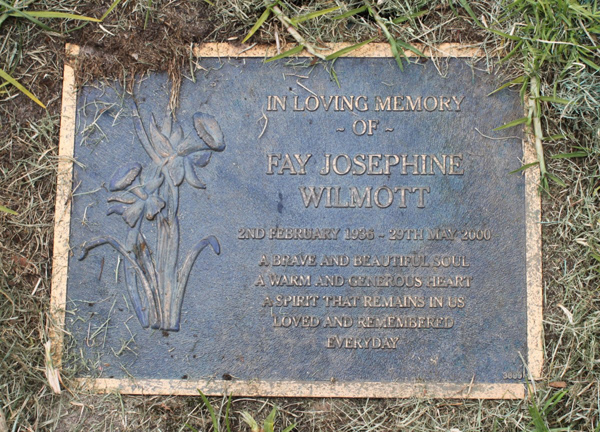 IN LOVING MEMORY
~ OF ~
FAY JOSEPHINE
WILMOTT
2ND FEBRUARY 1936 - 29TH MAY 2000
A BRAVE AND BEAUTIFUL SOUL
A WARM AND GENEROUS HEART
A SPIRIT THAT REMAINS IN US
LOVED AND REMEMBERED
EVERYDAY